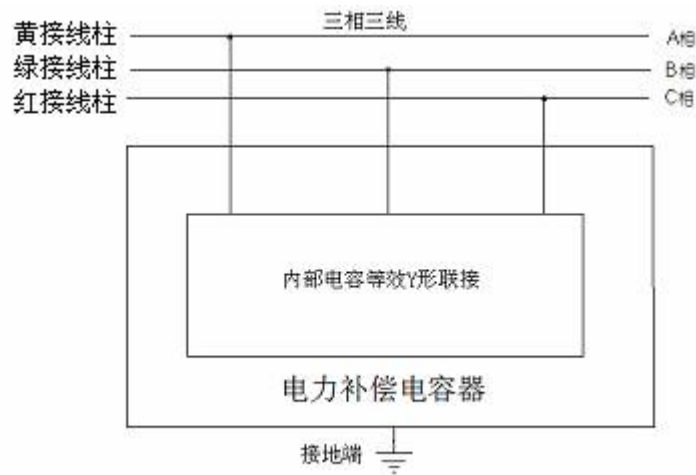 三相三线
黄接线柱 A相
绿接线柱 B相
红接线柱 C相
内部电容等效Y形联接
电力补偿电容器
接地端